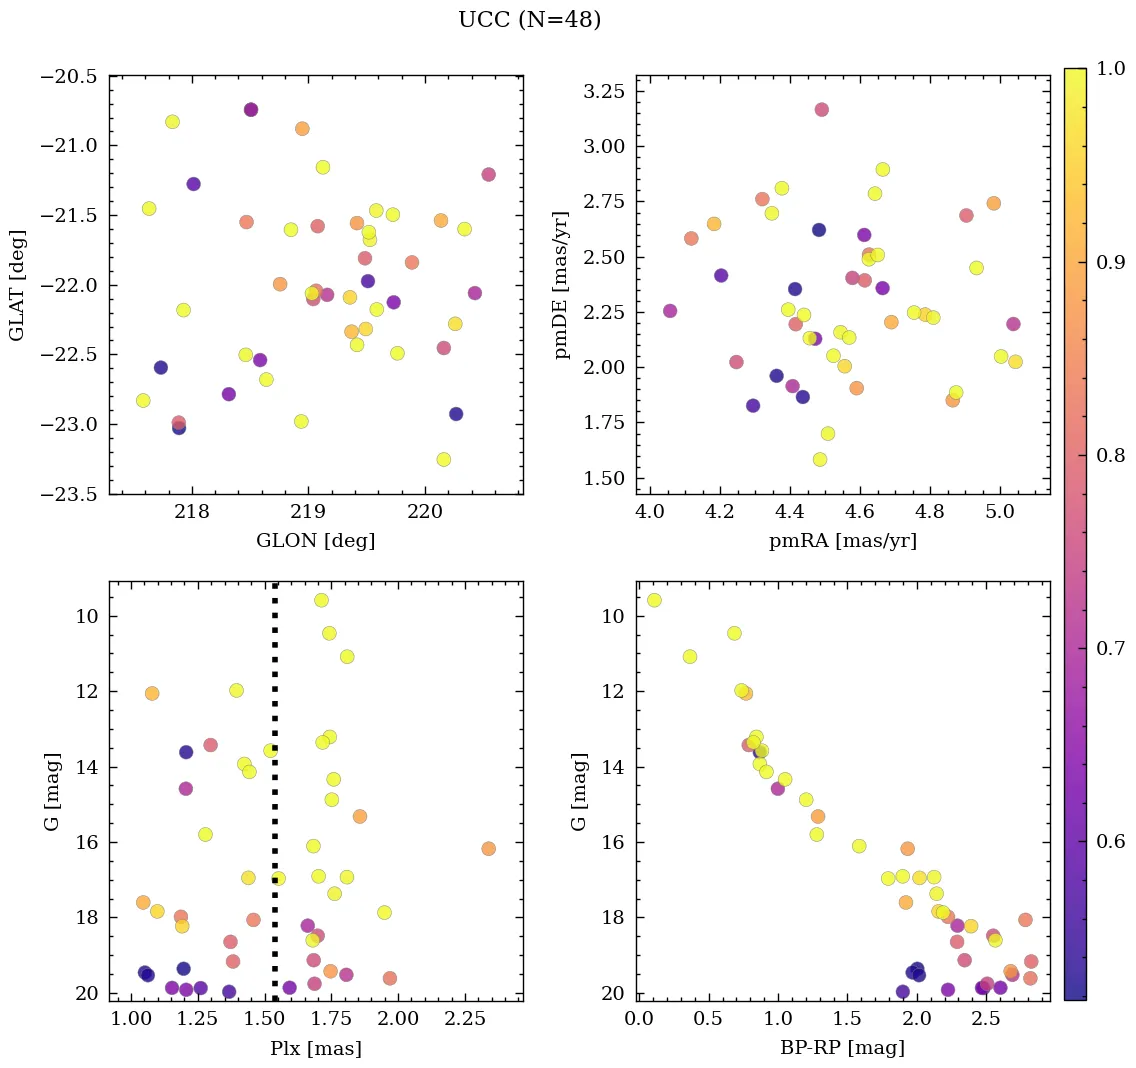 UCC (N=48)
−20.5
−21.0
−21.5
−22.0
−22.5
−23.0
−23.5
GLAT [deg]
218 219 220
GLON [deg]
3.25
3.00
2.75
2.50
2.25
2.00
1.75
1.50
pmDE [mas/yr]
4.0 4.2 4.4 4.6 4.8 5.0
pmRA [mas/yr]
1.0
0.9
0.8
0.7
0.6
10
12
14
16
18
20
G [mag]
1.00 1.25 1.50 1.75 2.00 2.25
Plx [mas]
10
12
14
16
18
20
G [mag]
0.0 0.5 1.0 1.5 2.0 2.5
BP-RP [mag]